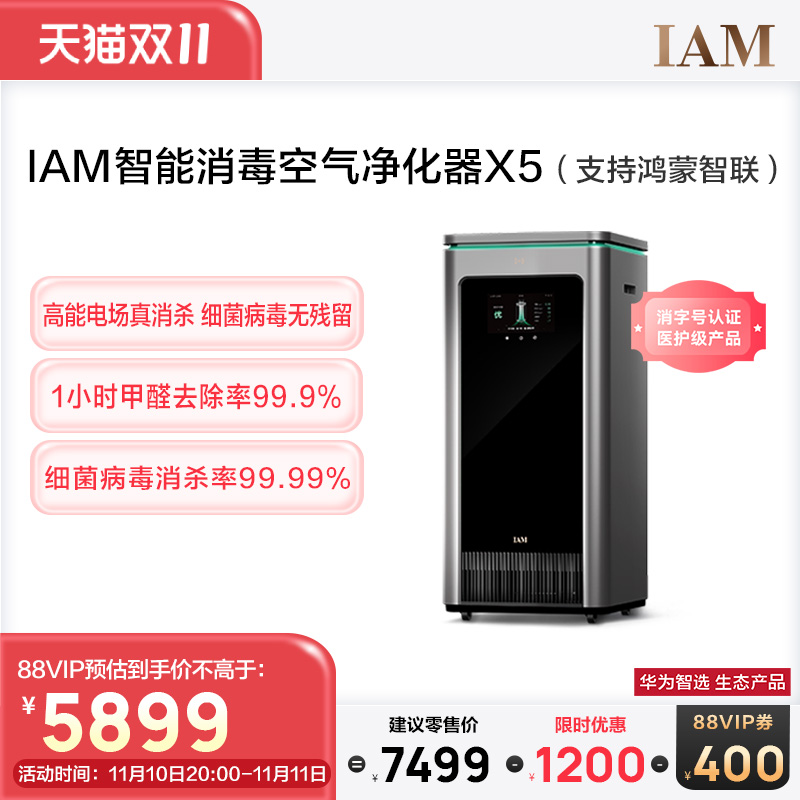 天猫双11
IAM
IAM智能消毒空气净化器X5（支持鸿蒙智联）
高能电场真消杀 细菌病毒无残留
1小时甲醛去除率99.9%
细菌病毒消杀率99.99%
优
消字号认证
医护级产品
IAM
华为智选 生态产品
88VIP预估到手价不高于：
¥5899
活动时间：11月10日20:00-11月11日
建议零售价
=¥7499
限时优惠
-¥1200
88VIP券
-¥400